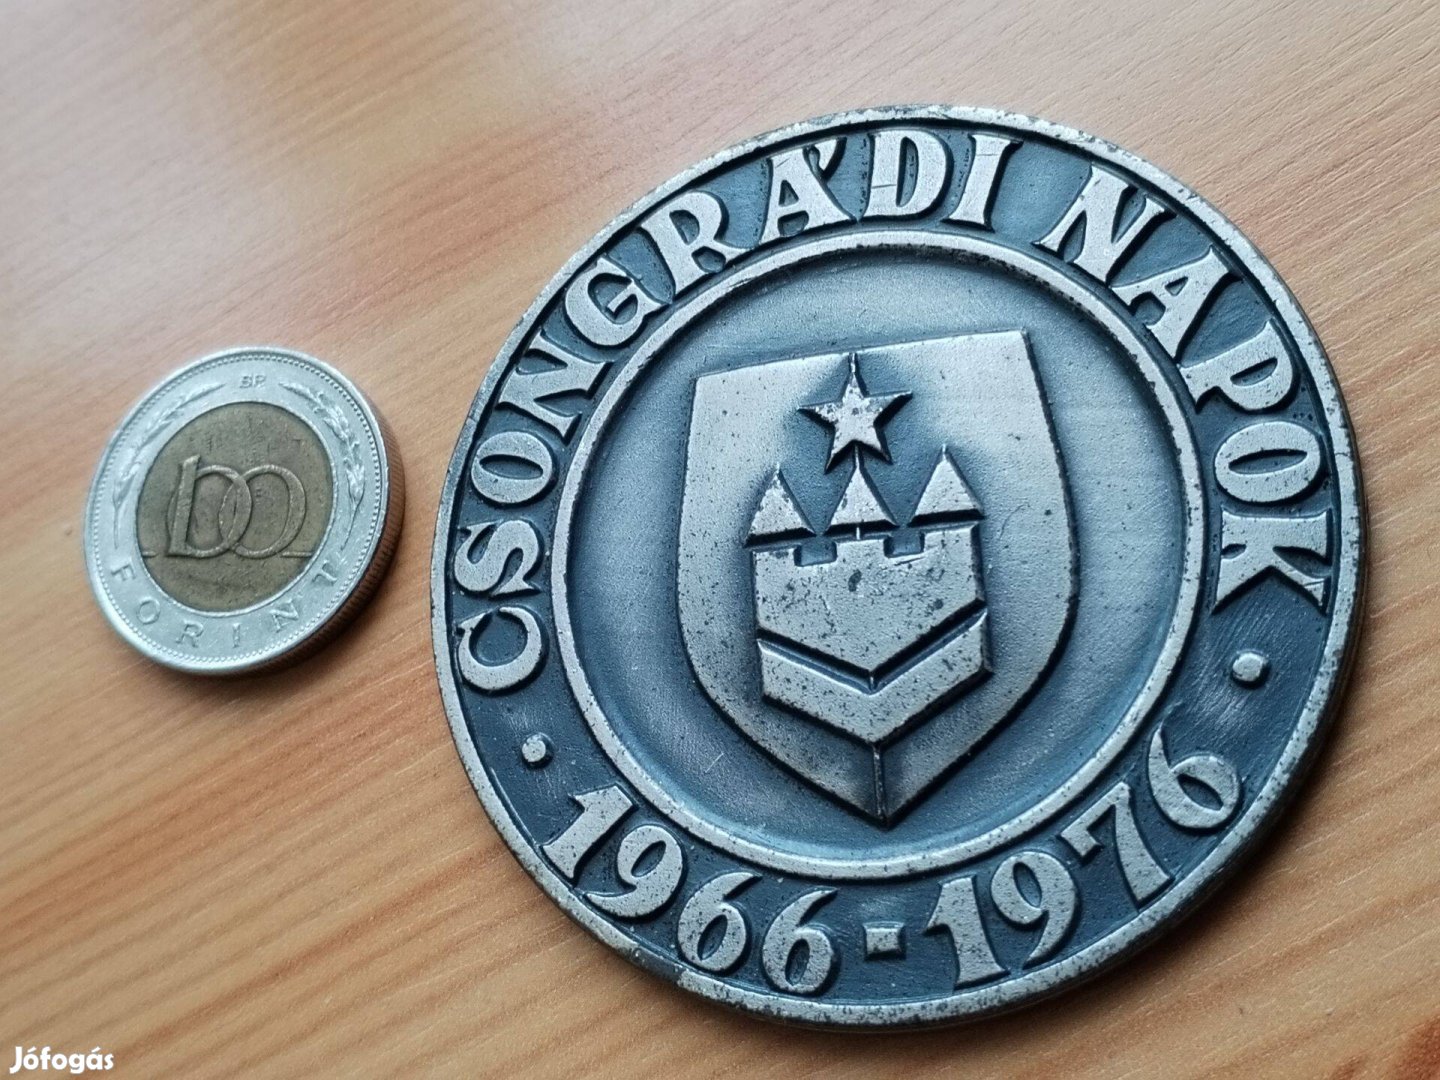 CSONGRÁDI NAPOK
· 1966-1976 ·
BP.
100
FORINT
Jófogás